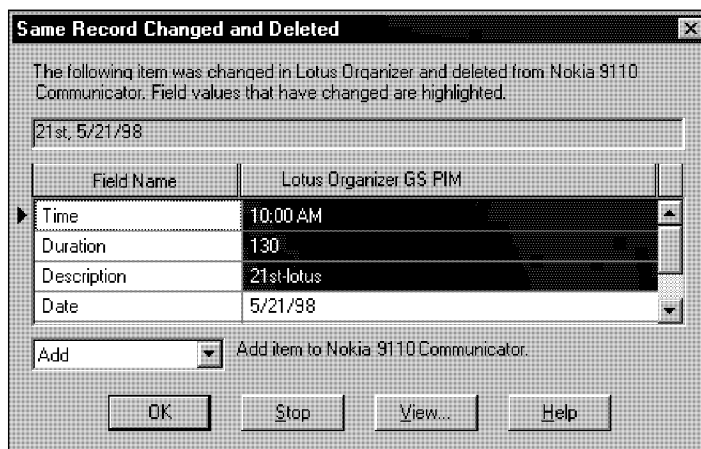 Same Record Changed and Deleted
The following item was changed in Lotus Organizer and deleted from Nokia 9110
Communicator. Field values that have changed are highlighted.
21st, 5/21/98
Field Name Lotus Organizer GS PIM
Time 10:00 AM
Duration 130
Description 21st-lotus
Date 5/21/98
Add Add item to Nokia 9110 Communicator.
OK Stop View... Help